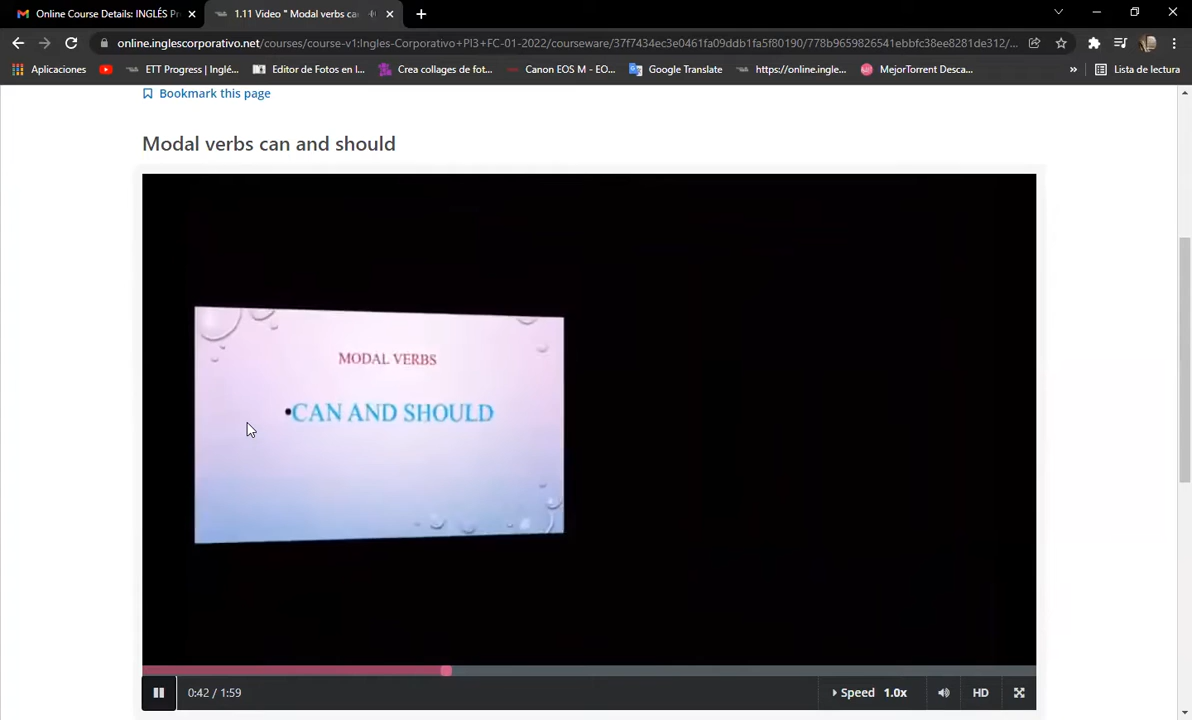 Online Course Details: INGLÉS Pr
1.11 Video " Modal verbs ca
online.inglescorporativo.net/courses/course-v1:Ingles-Corporativo+PI3+FC-01-2022/courseware/37f7434ec3e0461fa09ddb1fa5f80190/778b9659826541ebbfc38ee8281de312/...
Aplicaciones
ETT Progress | Inglé...
Editor de Fotos en l...
Crea collages de fot...
Canon EOS M - EO...
Google Translate
https://online.ingle...
MejorTorrent Desca...
»
Lista de lectura
Bookmark this page
Modal verbs can and should
MODAL VERBS
•CAN AND SHOULD
0:42 / 1:59
Speed 1.0x
HD